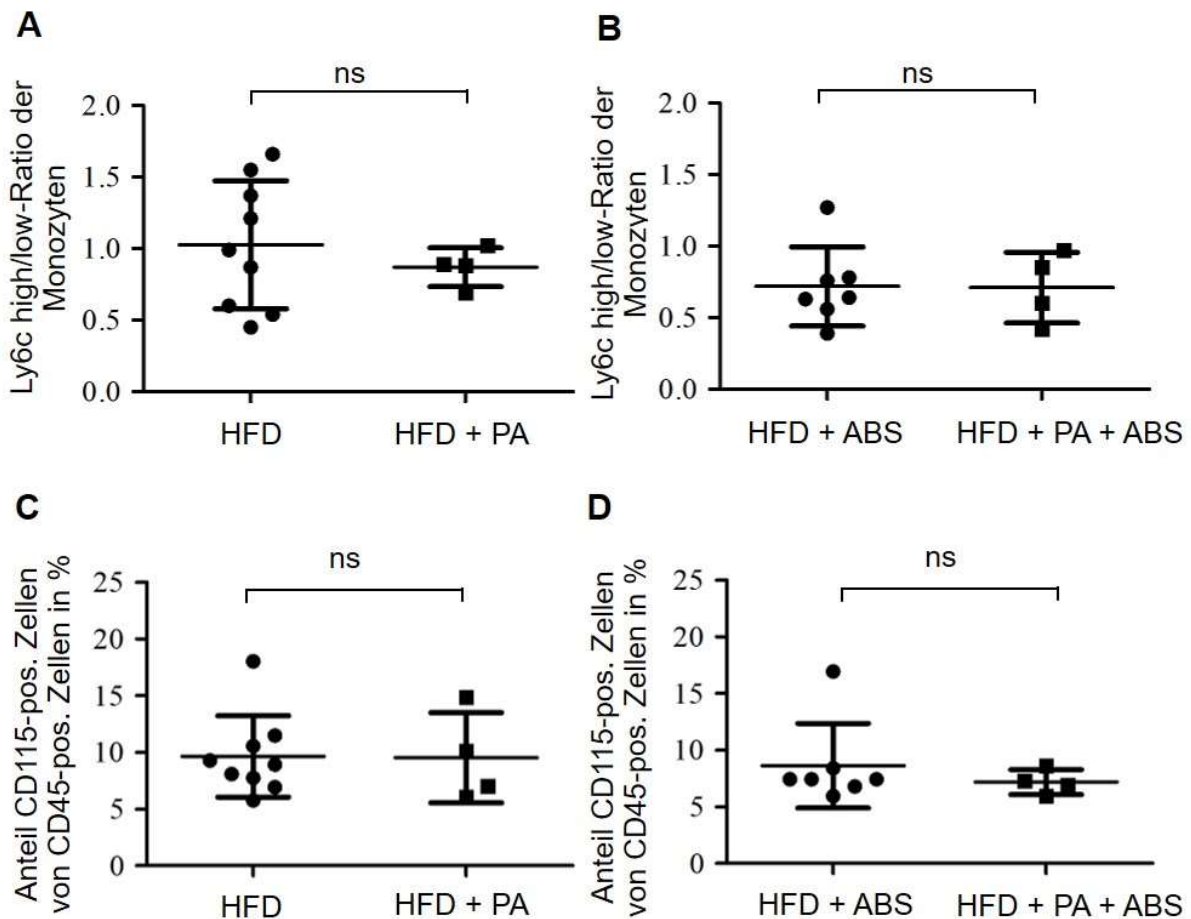 A
ns
Ly6c high/low-Ratio der
Monozyten
2.0
1.5
1.0
0.5
0.0
HFD
HFD + PA
B
ns
Ly6c high/low-Ratio der
Monozyten
2.0
1.5
1.0
0.5
0.0
HFD + ABS
HFD + PA + ABS
C
ns
Anteil CD115-pos. Zellen
von CD45-pos. Zellen in %
25
20
15
10
5
0
HFD
HFD + PA
D
ns
Anteil CD115-pos. Zellen
von CD45-pos. Zellen in %
25
20
15
10
5
0
HFD + ABS
HFD + PA + ABS